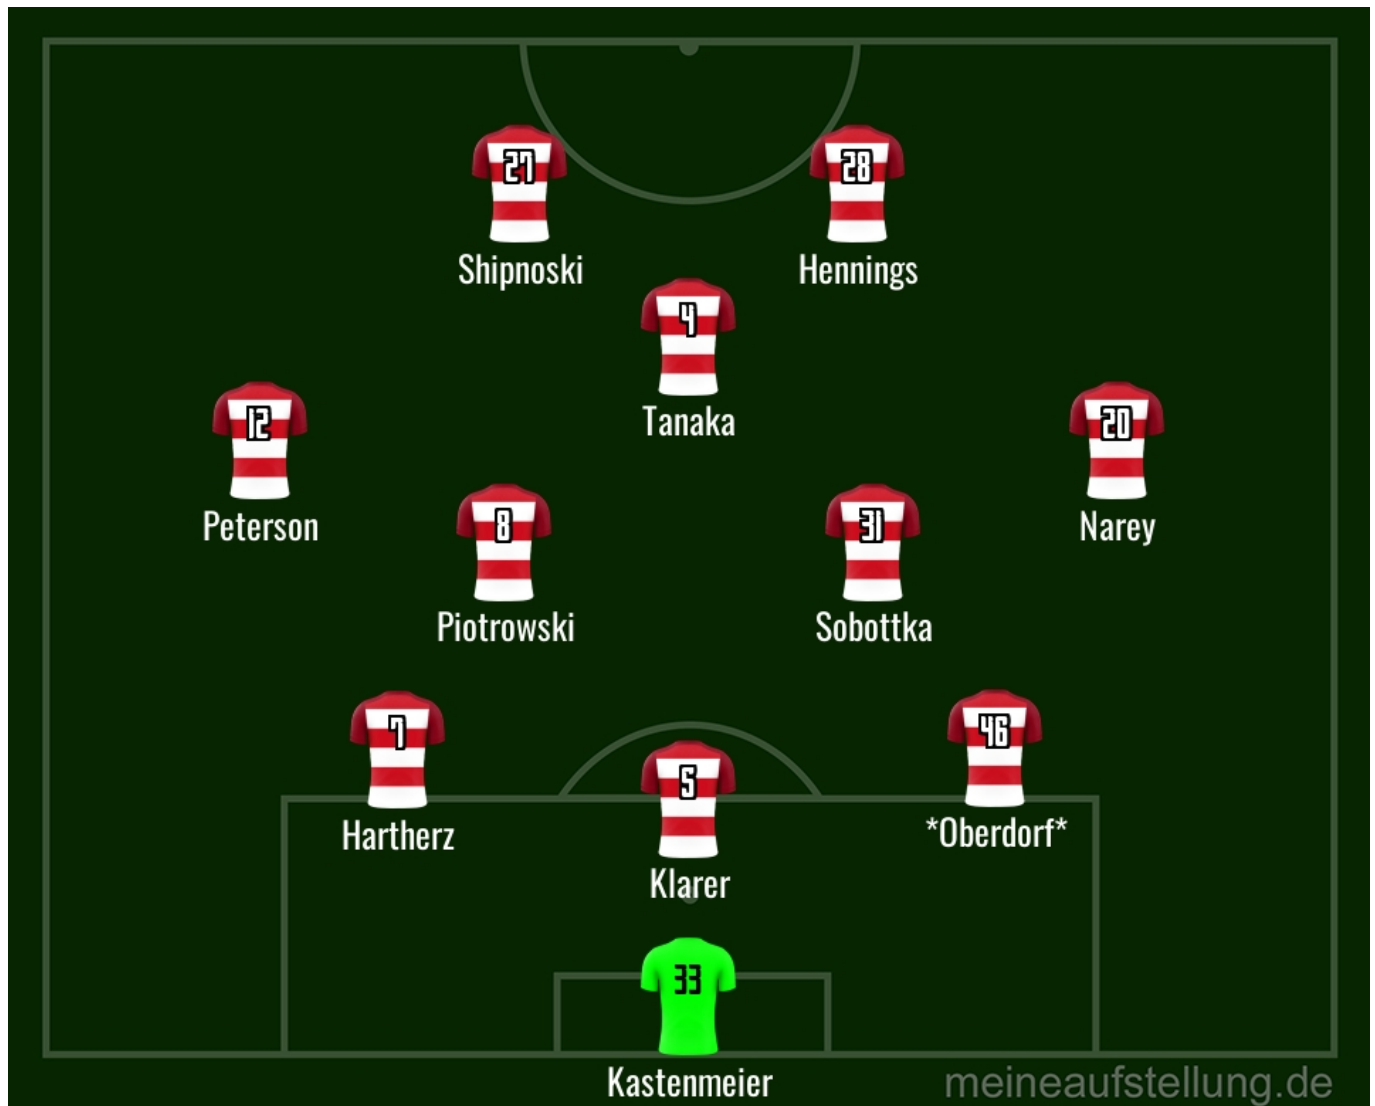 27 28
Shipnoski Hennings
4
Tanaka
12 20
Peterson Narey
8 31
Piotrowski Sobottka
7 46
Hartherz *Oberdorf*
5
Klarer
33
Kastenmeier
meineaufstellung.de